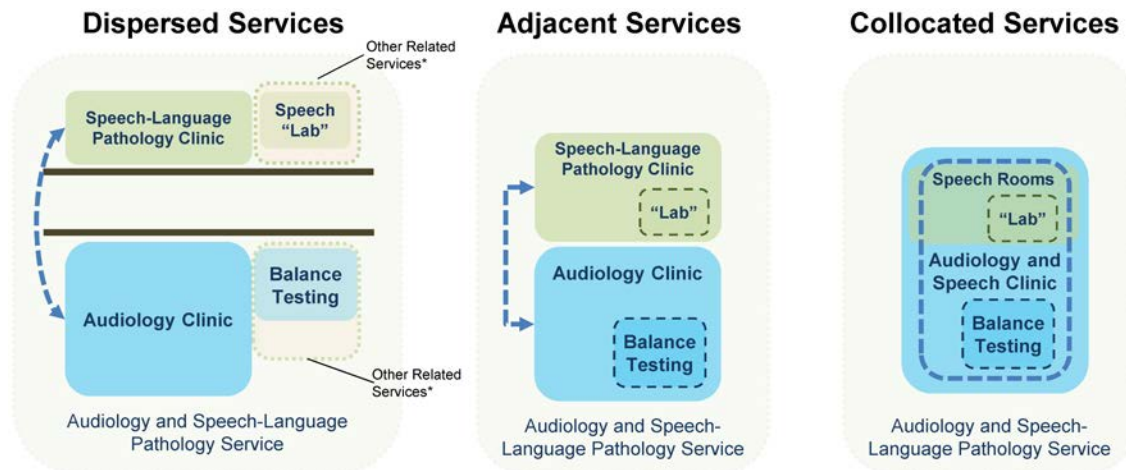 Dispersed Services
Other Related
Services*
Speech-Language
Pathology Clinic
Speech
“Lab”
Audiology Clinic
Balance
Testing
Other Related
Services*
Audiology and Speech-Language
Pathology Service
Adjacent Services
Speech-Language
Pathology Clinic
“Lab”
Audiology Clinic
Balance
Testing
Audiology and Speech-
Language Pathology Service
Collocated Services
Speech Rooms
“Lab”
Audiology and
Speech Clinic
Balance
Testing
Audiology and Speech-
Language Pathology Service